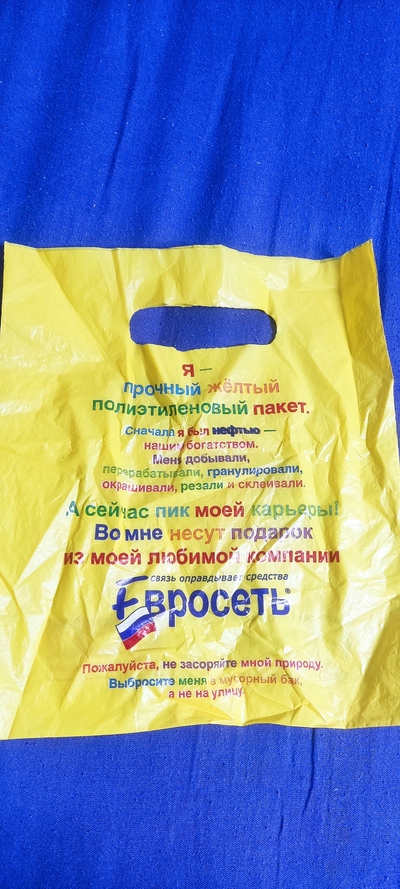 Я —
прочный жёлтый
полиэтиленовый пакет.
Сначала я был нефтью —
нашим богатством.
Меня добывали,
перерабатывали, гранулировали,
окрашивали, резали и склеивали.
А сейчас пик моей карьеры!
Во мне несут подарок
из моей любимой компании
связь оправдывает средства
Евросеть®
Пожалуйста, не засоряйте мной природу.
Выбросите меня в мусорный бак,
а не на улицу.